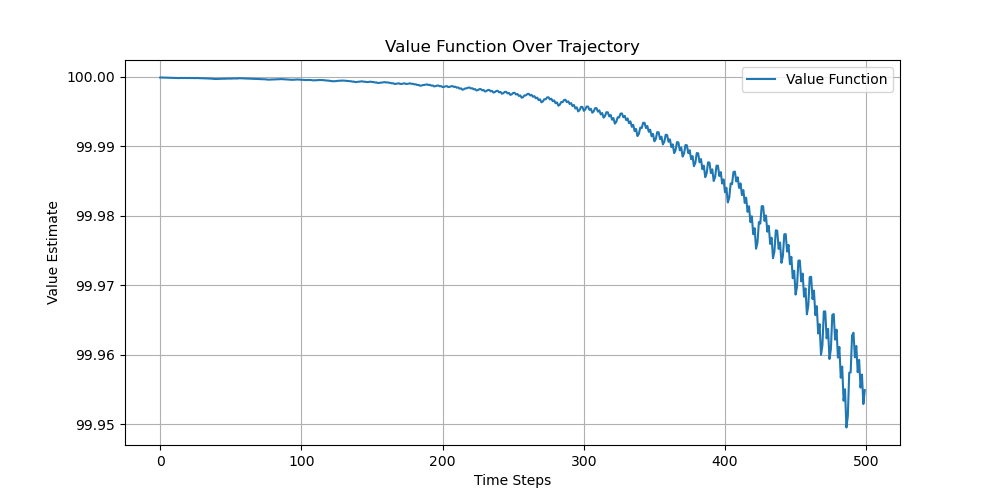 Value Function Over Trajectory
Value Function
100.00
99.99
99.98
99.97
99.96
99.95
Value Estimate
0 100 200 300 400 500
Time Steps